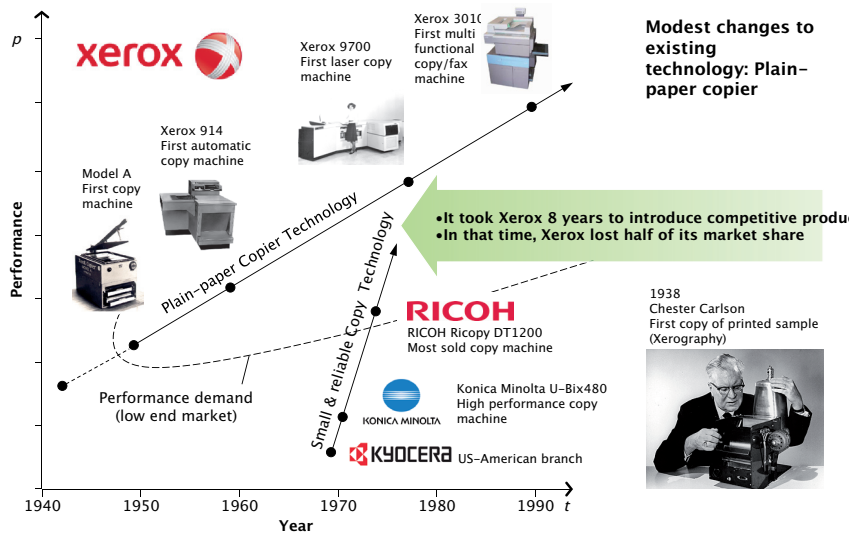 Modest changes to
existing
technology: Plain-
paper copier
p
xerox
Xerox 3010
First multi
functional
copy/fax
machine
Xerox 9700
First laser copy
machine
Xerox 914
First automatic
copy machine
Model A
First copy
machine
Plain-paper Copier Technology
•It took Xerox 8 years to introduce competitive produ
•In that time, Xerox lost half of its market share
Small & reliable Copy Technology
Performance
RICOH
RICOH Ricopy DT1200
Most sold copy machine
1938
Chester Carlson
First copy of printed sample
(Xerography)
Performance demand
(low end market)
KONICA MINOLTA
Konica Minolta U-Bix480
High performance copy
machine
KYOCERA
US-American branch
1940
1950
1960
1970
1980
1990
t
Year